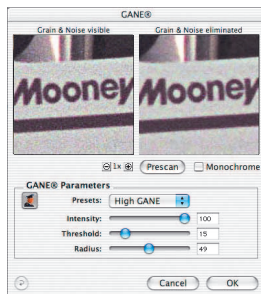 GANE®
Grain & Noise visible Grain & Noise eliminated
Mooney Mooney
1x Prescan Monochrome
GANE® Parameters
Presets: High GANE
Intensity: 100
Threshold: 15
Radius: 49
Cancel OK